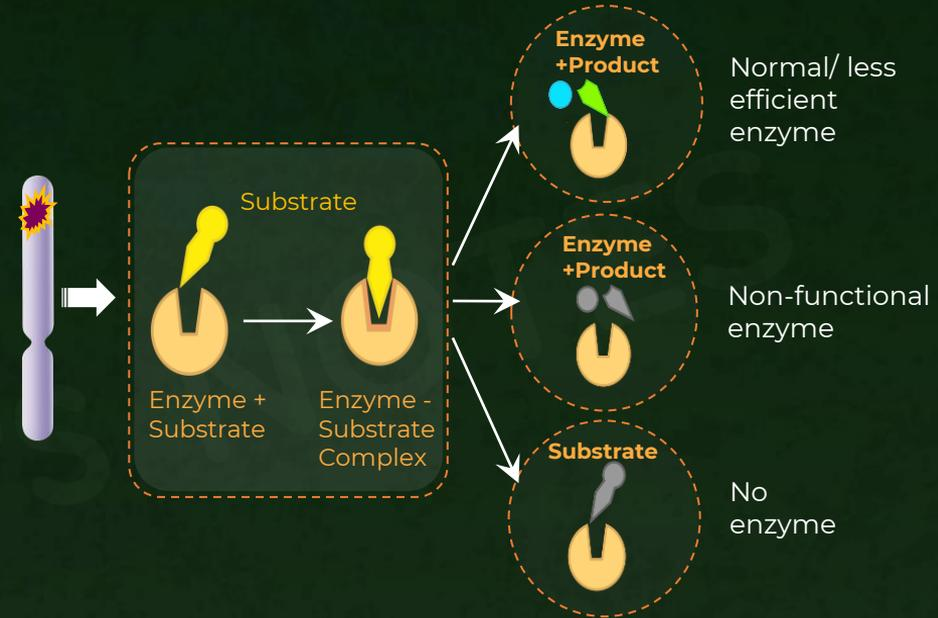 Enzyme
+Product
Normal/ less
efficient
enzyme
Substrate
Enzyme +
Substrate
Enzyme -
Substrate
Complex
Enzyme
+Product
Non-functional
enzyme
Substrate
No
enzyme